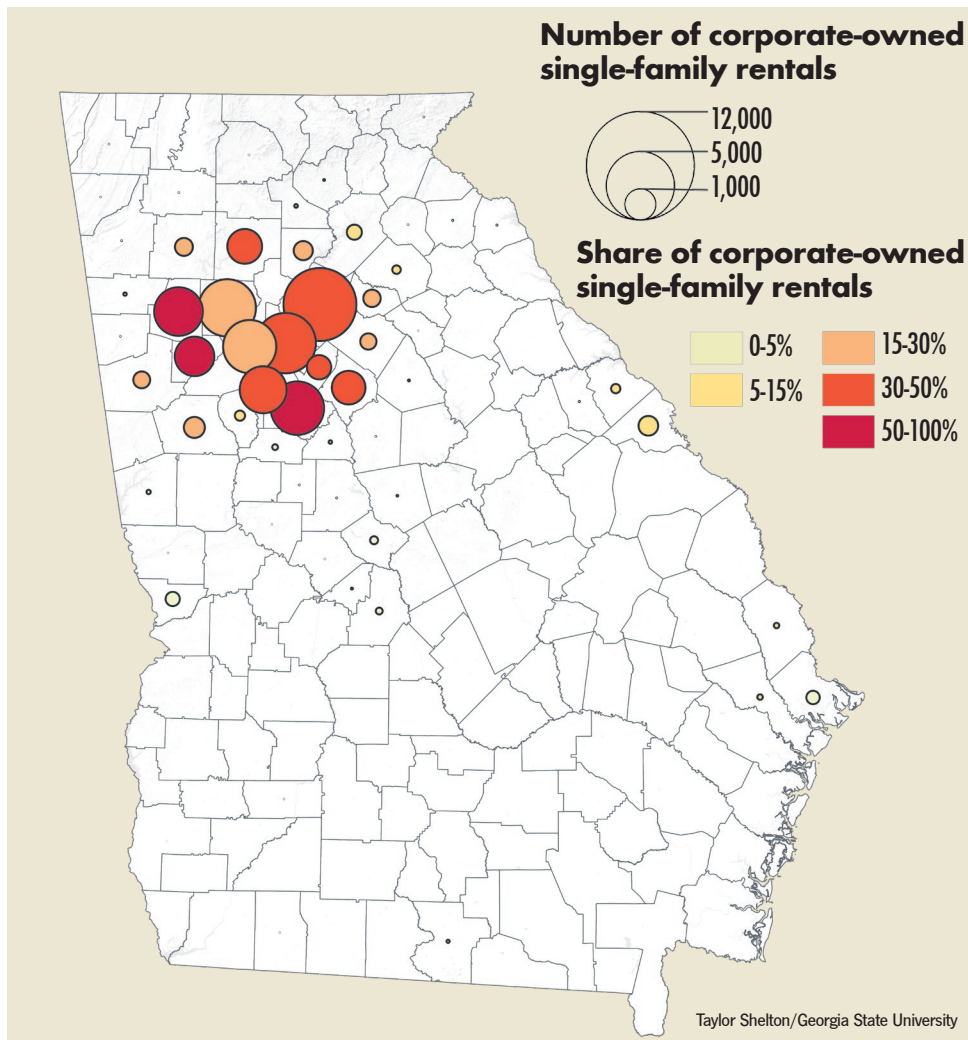 Number of corporate-owned
single-family rentals
12,000
5,000
1,000
Share of corporate-owned
single-family rentals
0-5%
15-30%
5-15%
30-50%
50-100%
Taylor Shelton/Georgia State University